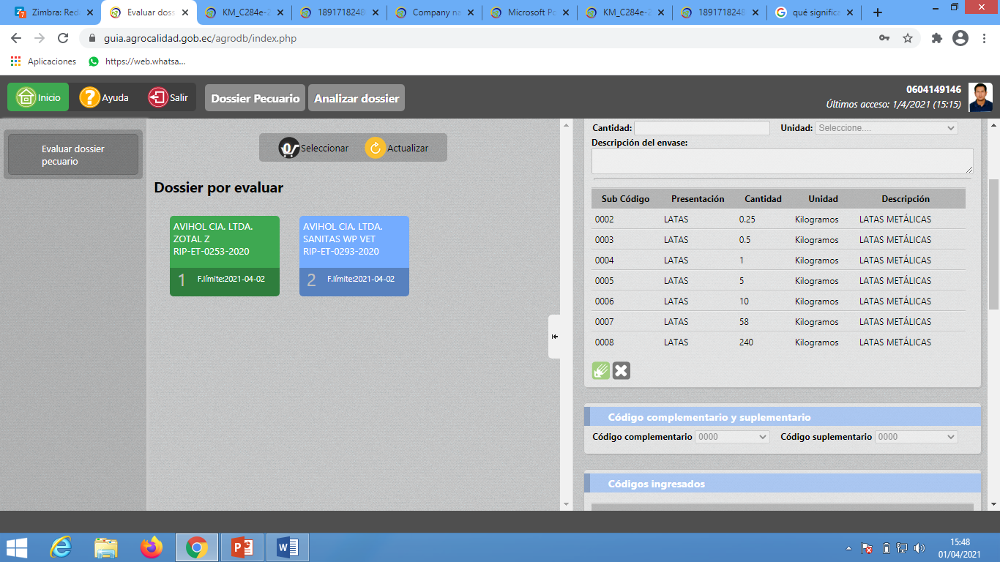 Zimbra: Red
Evaluar doss
KM_C284e-2
1891718248
Company na
Microsoft Po
KM_C284e-2
1891718248
qué significa
guia.agrocalidad.gob.ec/agrodb/index.php
Aplicaciones
https://web.whatsa...
Inicio
Ayuda
Salir
Dossier Pecuario
Analizar dossier
0604149146
Últimos acceso: 1/4/2021 (15:15)
Evaluar dossier
pecuario
Seleccionar
Actualizar
Dossier por evaluar
AVIHOL CIA. LTDA.
ZOTAL Z
RIP-ET-0253-2020
1 F.límite:2021-04-02
AVIHOL CIA. LTDA.
SANITAS WP VET
RIP-ET-0293-2020
2 F.límite:2021-04-02
Cantidad:
Unidad: Seleccione....
Descripción del envase:
Sub Código Presentación Cantidad Unidad Descripción
0002 LATAS 0.25 Kilogramos LATAS METÁLICAS
0003 LATAS 0.5 Kilogramos LATAS METÁLICAS
0004 LATAS 1 Kilogramos LATAS METÁLICAS
0005 LATAS 5 Kilogramos LATAS METÁLICAS
0006 LATAS 10 Kilogramos LATAS METÁLICAS
0007 LATAS 58 Kilogramos LATAS METÁLICAS
0008 LATAS 240 Kilogramos LATAS METÁLICAS
Código complementario y suplementario
Código complementario 0000
Código suplementario 0000
Códigos ingresados
15:48
01/04/2021